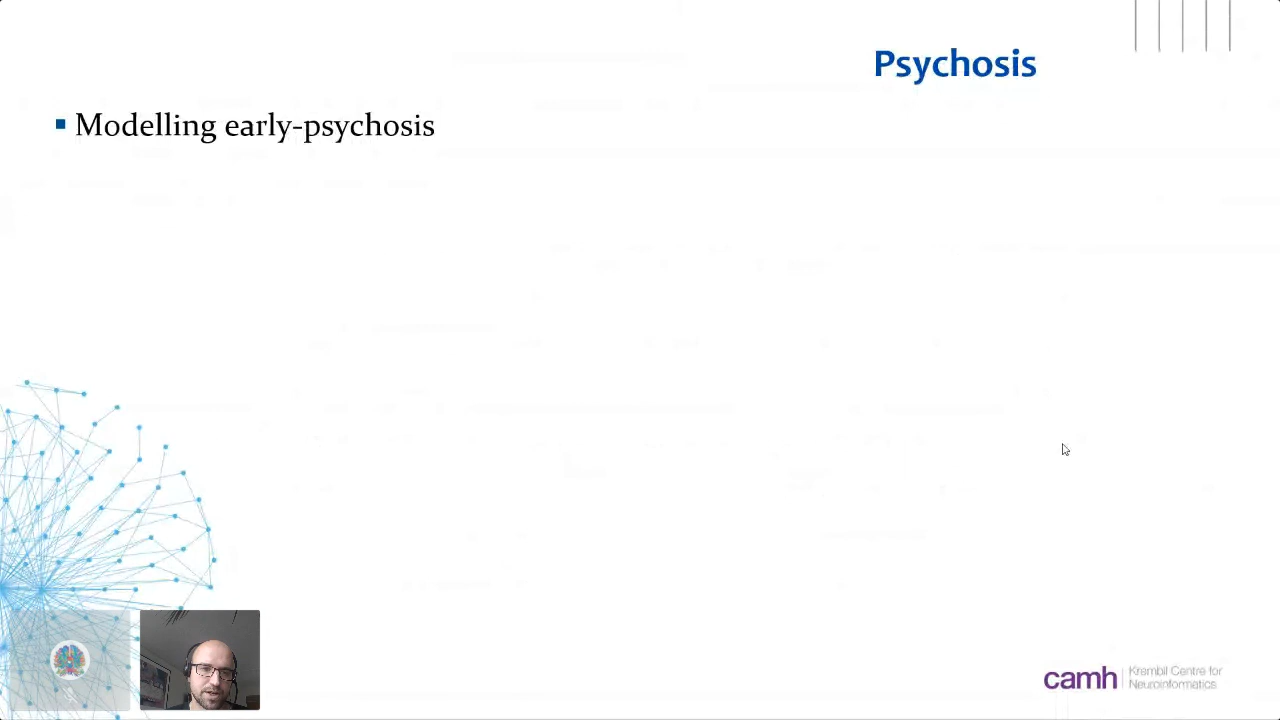 Psychosis
Modelling early-psychosis
camh
Krembil Centre for
Neuroinformatics